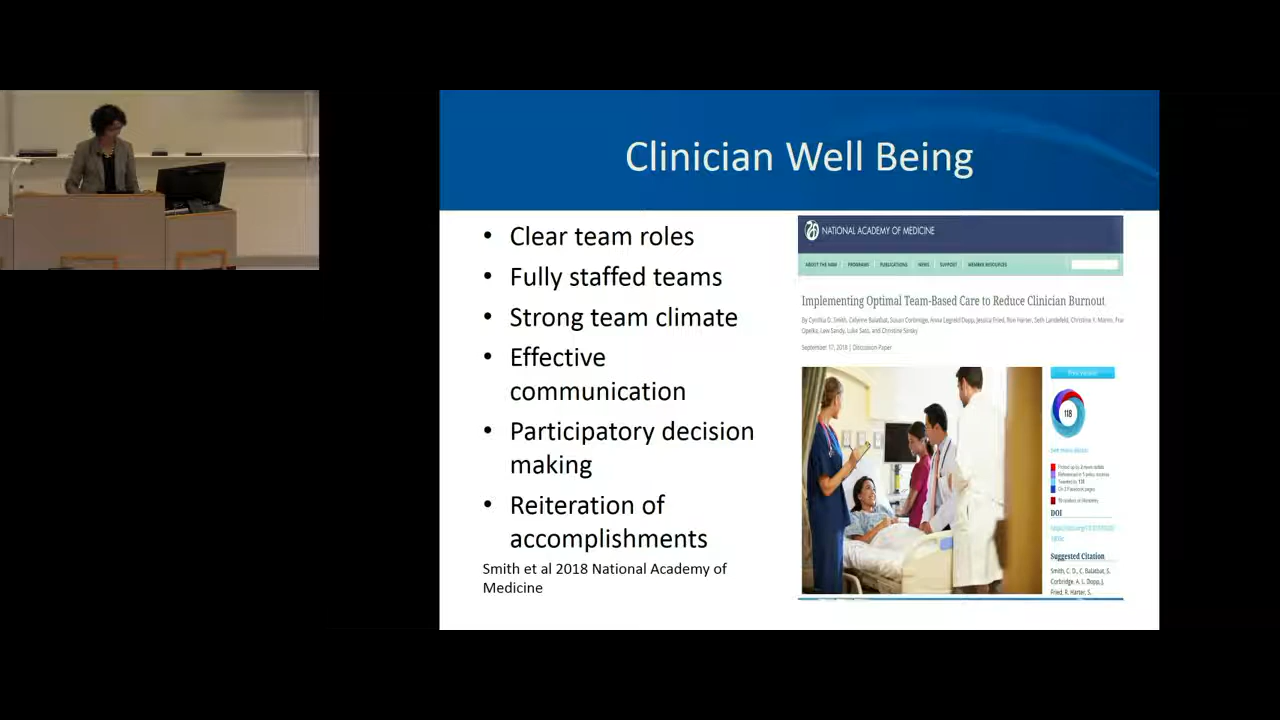 Clinician Well Being
• Clear team roles
• Fully staffed teams
• Strong team climate
• Effective
communication
• Participatory decision
making
• Reiteration of
accomplishments
Smith et al 2018 National Academy of
Medicine
NATIONAL ACADEMY OF MEDICINE
ABOUT THE NAM PROGRAMS PUBLICATIONS NEWS SUPPORT MEMBER RESOURCES
Implementing Optimal Team-Based Care to Reduce Clinician Burnout
By Cynthia D. Smith, Celynne Balatbat, Susan Corbridge, Anna Legreid Dopp, Jessica Fried, Ron Harter, Seth Landefeld, Christine Y. Martin,
Opelka, Lew Sandy, Luke Sato, and Christine Sinsky
September 17, 2018 | Discussion Paper
118
DOI
Suggested Citation
Smith, C. D., C. Balatbat, S.
Corbridge, A. L. Dopp, J.
Fried, R. Harter, S.